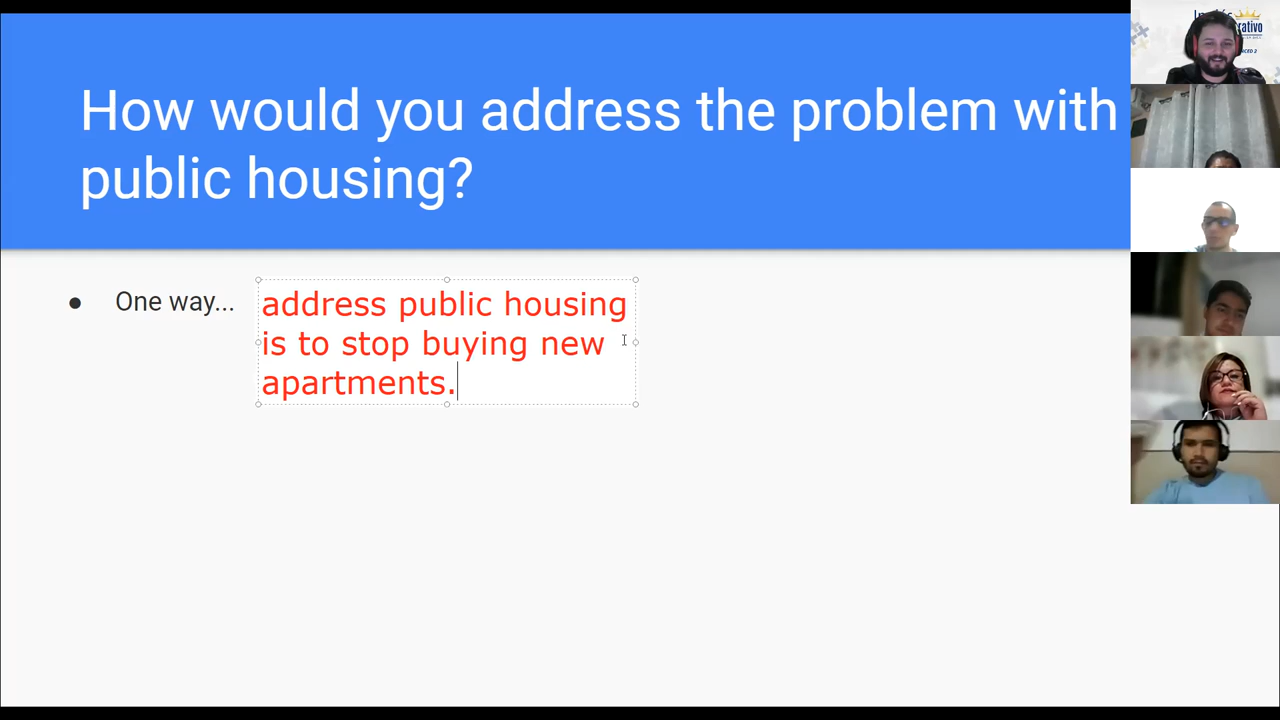 How would you address the problem with
public housing?
● One way...
address public housing
is to stop buying new
apartments.